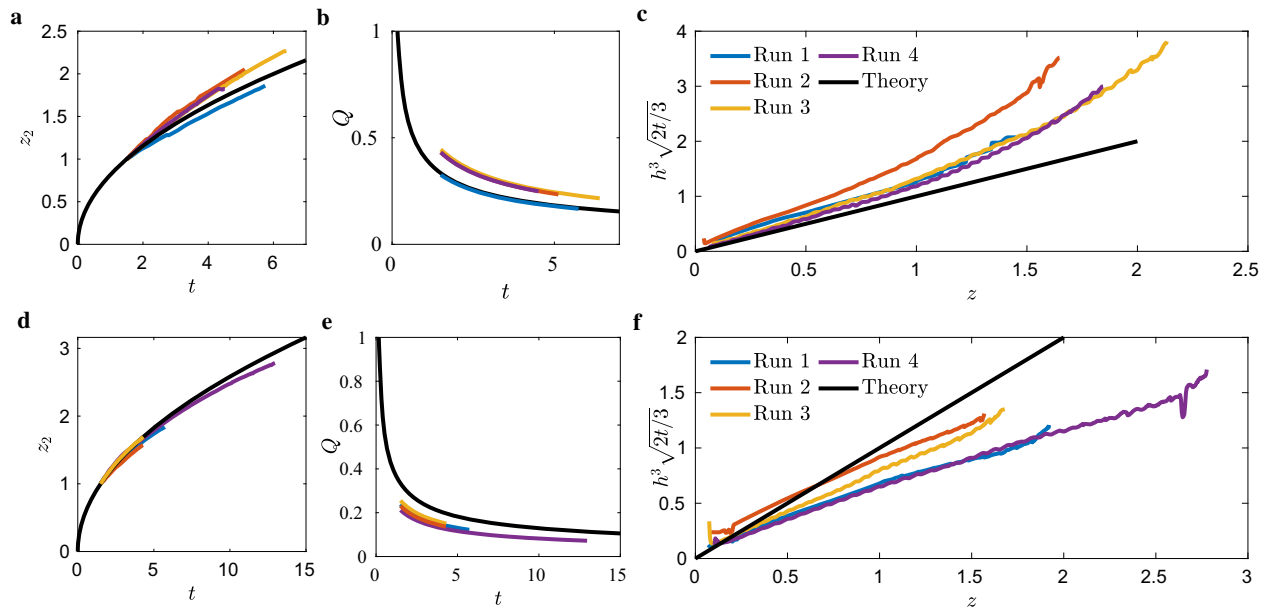 a
2.5
2
1.5
1
0.5
0
z₂
0 2 4 6
t
b
1
0.5
0
Q
0 5
t
c
4
3
2
1
0
h³√2t/3
Run 1 Run 4
Run 2 Theory
Run 3
0 0.5 1 1.5 2 2.5
z
d
3
2
1
0
z₂
0 5 10 15
t
e
1
0.8
0.6
0.4
0.2
0
Q
0 5 10 15
t
f
2
1.5
1
0.5
0
h³√2t/3
Run 1 Run 4
Run 2 Theory
Run 3
0 0.5 1 1.5 2 2.5 3
z